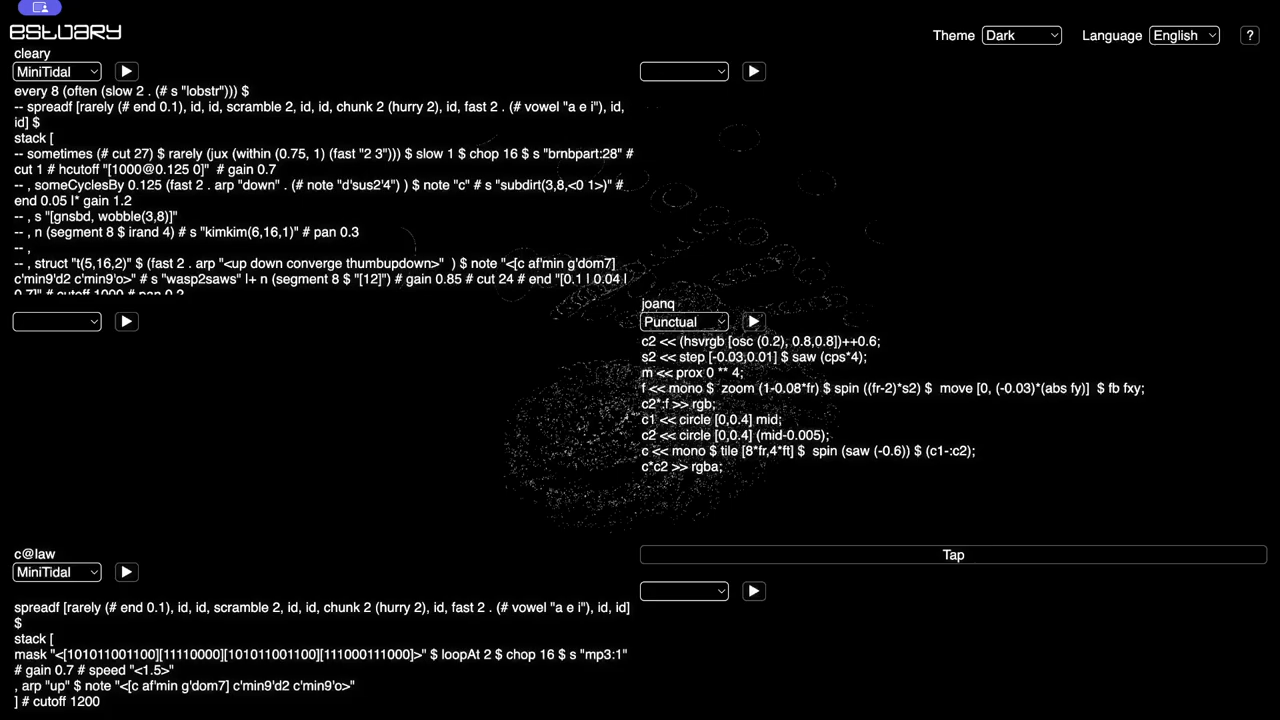 estuary
Theme Dark Language English ?
cleary
MiniTidal
every 8 (often (slow 2 . (# s "lobstr"))) $
-- spreadf [rarely (# end 0.1), id, id, scramble 2, id, id, chunk 2 (hurry 2), id, fast 2 . (# vowel "a e i"), id,
id] $
stack [
-- sometimes (# cut 27) $ rarely (jux (within (0.75, 1) (fast "2 3"))) $ slow 1 $ chop 16 $ s "brnbpart:28" #
cut 1 # hcutoff "[1000@0.125 0]" # gain 0.7
-- , someCyclesBy 0.125 (fast 2 . arp "down" . (# note "d'sus2'4") ) $ note "c" # s "subdirt(3,8,<0 1>)" #
end 0.05 |* gain 1.2
-- , s "[gnsbd, wobble(3,8)]"
-- , n (segment 8 $ irand 4) # s "kimkim(6,16,1)" # pan 0.3
-- ,
-- , struct "t(5,16,2)" $ (fast 2 . arp "<up down converge thumbupdown>" ) $ note "<[c af'min g'dom7]
c'min9'd2 c'min9'o>" # s "wasp2saws" |+ n (segment 8 $ "[12]") # gain 0.85 # cut 24 # end "[0.1 | 0.04 |
0.7]" # cutoff 1000 # pan 0.2
joanq
Punctual
c2 << (hsvrgb [osc (0.2), 0.8,0.8])++0.6;
s2 << step [-0.03,0.01] $ saw (cps*4);
m << prox 0 ** 4;
f << mono $ zoom (1-0.08*fr) $ spin ((fr-2)*s2) $ move [0, (-0.03)*(abs fy)] $ fb fxy;
c2*:f >> rgb;
c1 << circle [0,0.4] mid;
c2 << circle [0,0.4] (mid-0.005);
c << mono $ tile [8*fr,4*ft] $ spin (saw (-0.6)) $ (c1-:c2);
c*c2 >> rgba;
c@law
MiniTidal
spreadf [rarely (# end 0.1), id, id, scramble 2, id, id, chunk 2 (hurry 2), id, fast 2 . (# vowel "a e i"), id, id]
$
stack [
mask "<[101011001100][11110000][101011001100][111000111000]>" $ loopAt 2 $ chop 16 $ s "mp3:1"
# gain 0.7 # speed "<1.5>"
, arp "up" $ note "<[c af'min g'dom7] c'min9'd2 c'min9'o>"
] # cutoff 1200
Tap